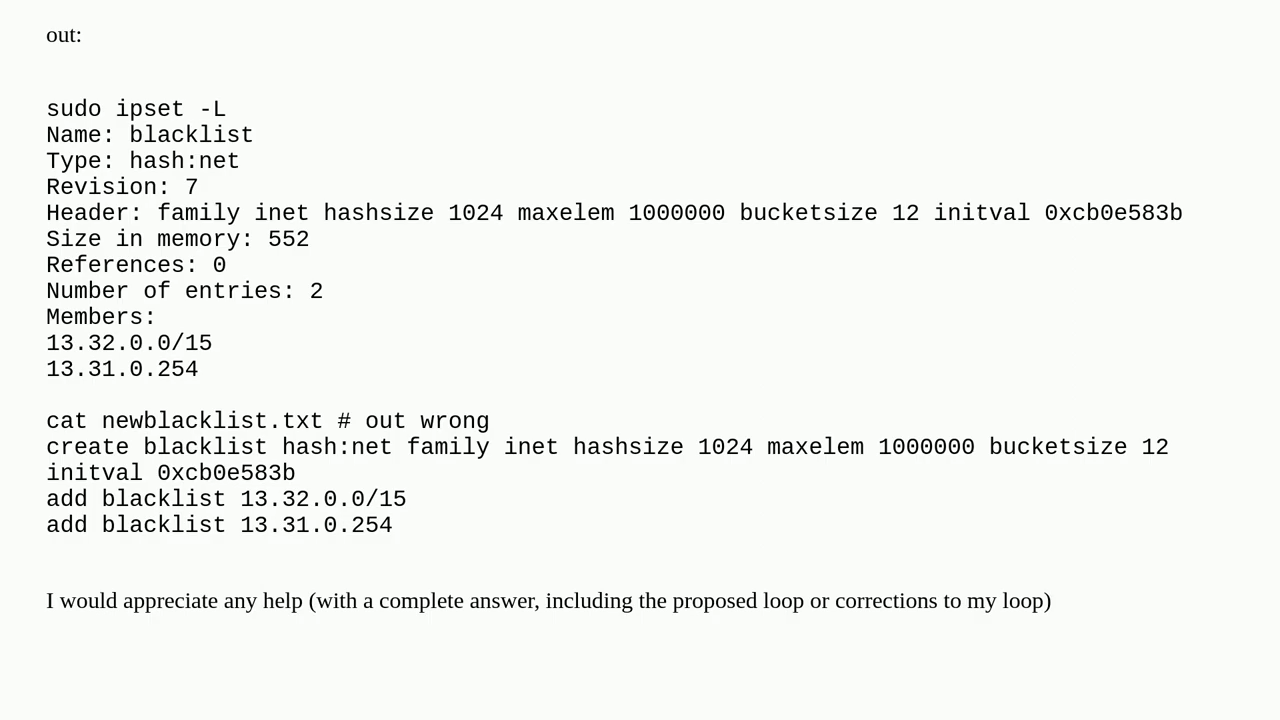 out:
sudo ipset -L
Name: blacklist
Type: hash:net
Revision: 7
Header: family inet hashsize 1024 maxelem 1000000 bucketsize 12 initval 0xcb0e583b
Size in memory: 552
References: 0
Number of entries: 2
Members:
13.32.0.0/15
13.31.0.254
cat newblacklist.txt # out wrong
create blacklist hash:net family inet hashsize 1024 maxelem 1000000 bucketsize 12
initval 0xcb0e583b
add blacklist 13.32.0.0/15
add blacklist 13.31.0.254
I would appreciate any help (with a complete answer, including the proposed loop or corrections to my loop)